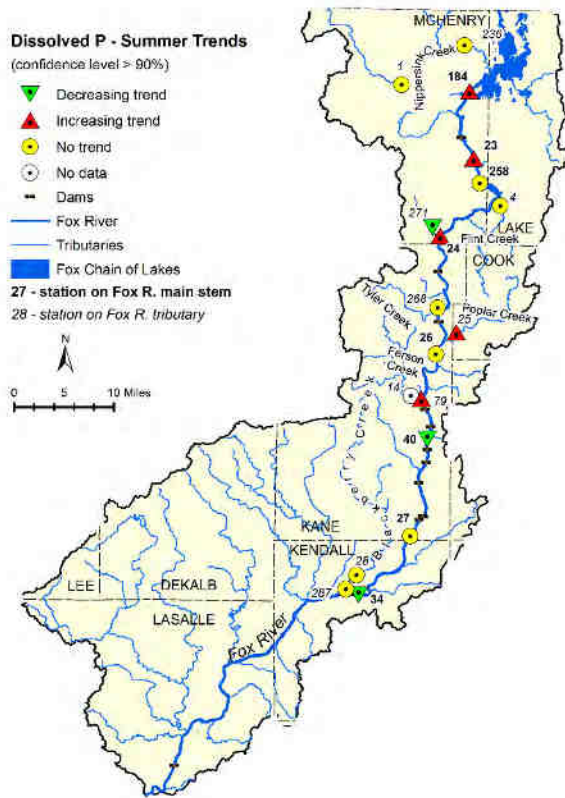 Dissolved P - Summer Trends
(confidence level > 90%)
Decreasing trend
Increasing trend
No trend
No data
Dams
Fox River
Tributaries
Fox Chain of Lakes
27 - station on Fox R. main stem
28 - station on Fox R. tributary
N
0 5 10 Miles
MCHENRY
236
Nippersink Creek
1
184
23
258
4
271
LAKE
24
Flint Creek
COOK
Tyler Creek
268
Poplar Creek
25
26
Ferson Creek
14
79
40
Blackberry Creek
27
KANE
KENDALL
28
287
34
LEE
DEKALB
LASALLE
Fox River